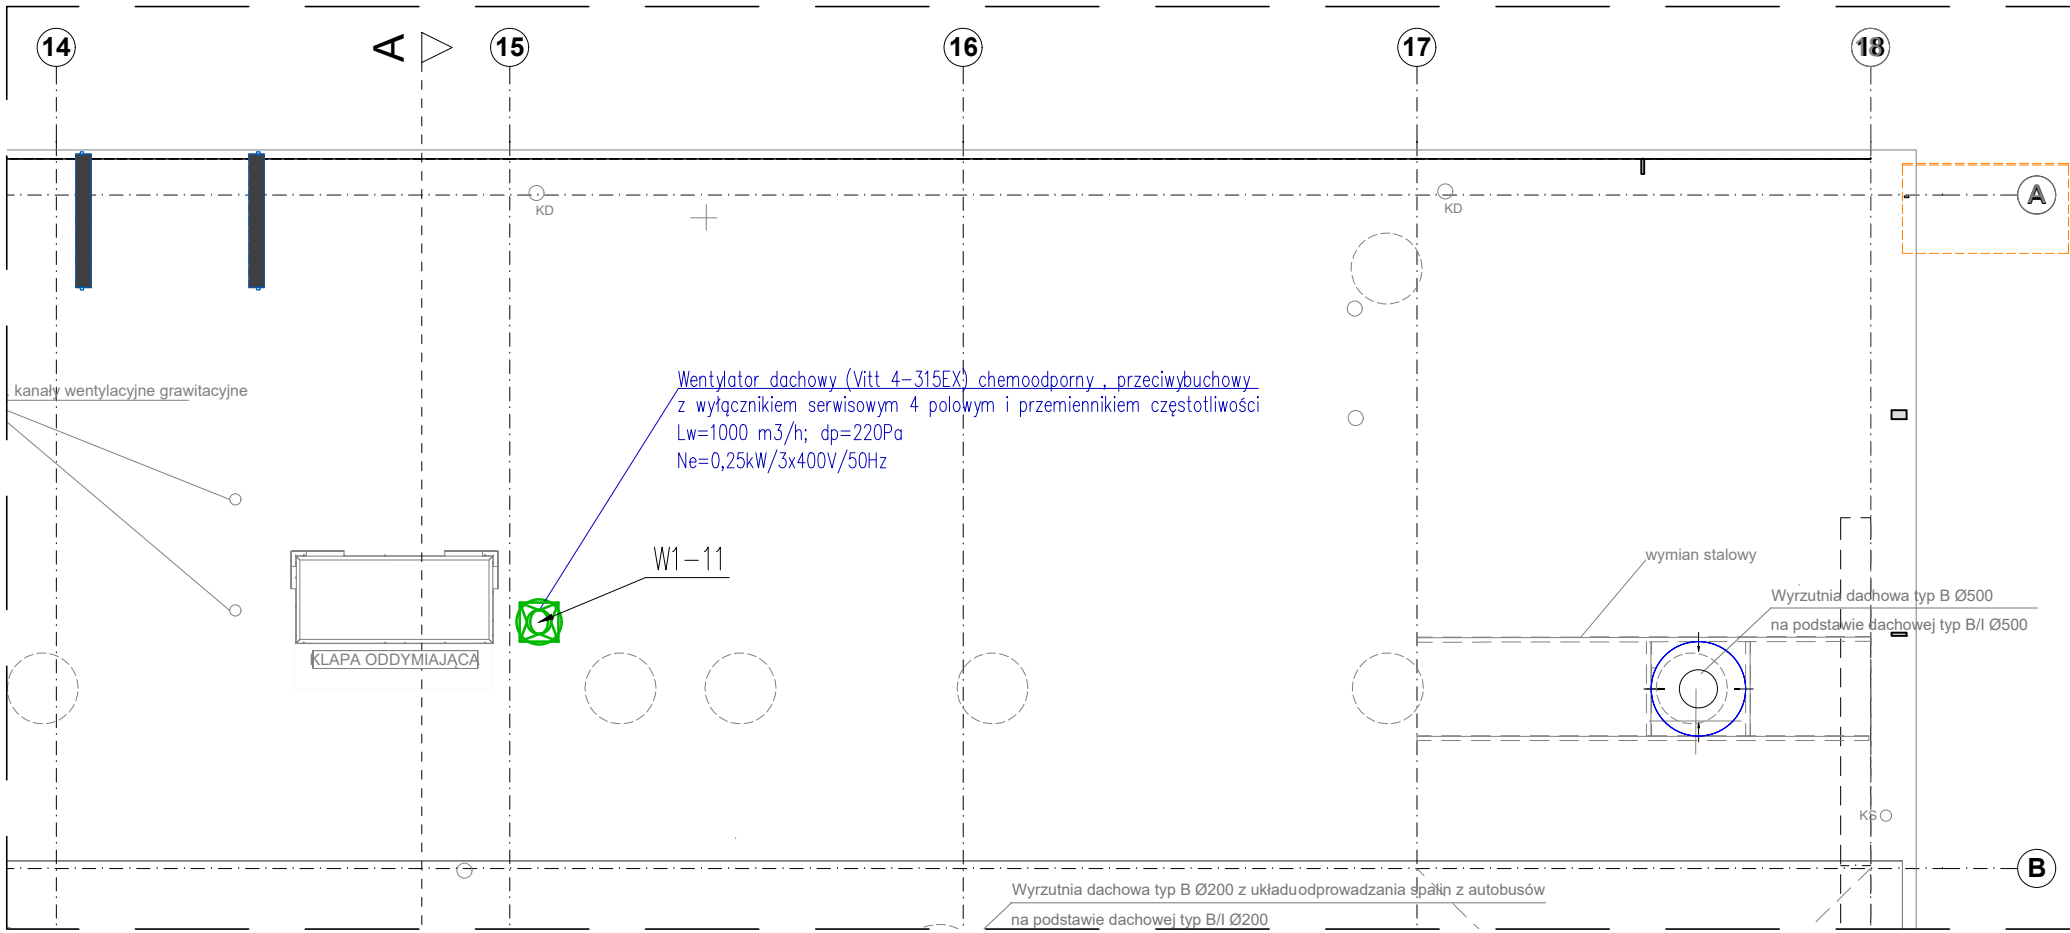 14
A
15
16
17
18
A
KD
KD
Wentylator dachowy (Vitt 4-315EX) chemoodporny , przeciwybuchowy
z wyłącznikiem serwisowym 4 polowym i przemiennikiem częstotliwości
Lw=1000 m3/h; dp=220Pa
Ne=0,25kW/3x400V/50Hz
kanały wentylacyjne grawitacyjne
W1-11
wymian stalowy
Wyrzutnia dachowa typ B Ø500
na podstawie dachowej typ B/I Ø500
KLAPA ODDYMIAJĄCA
KS
B
Wyrzutnia dachowa typ B Ø200 z układuodprowadzania spalin z autobusów
na podstawie dachowej typ B/I Ø200